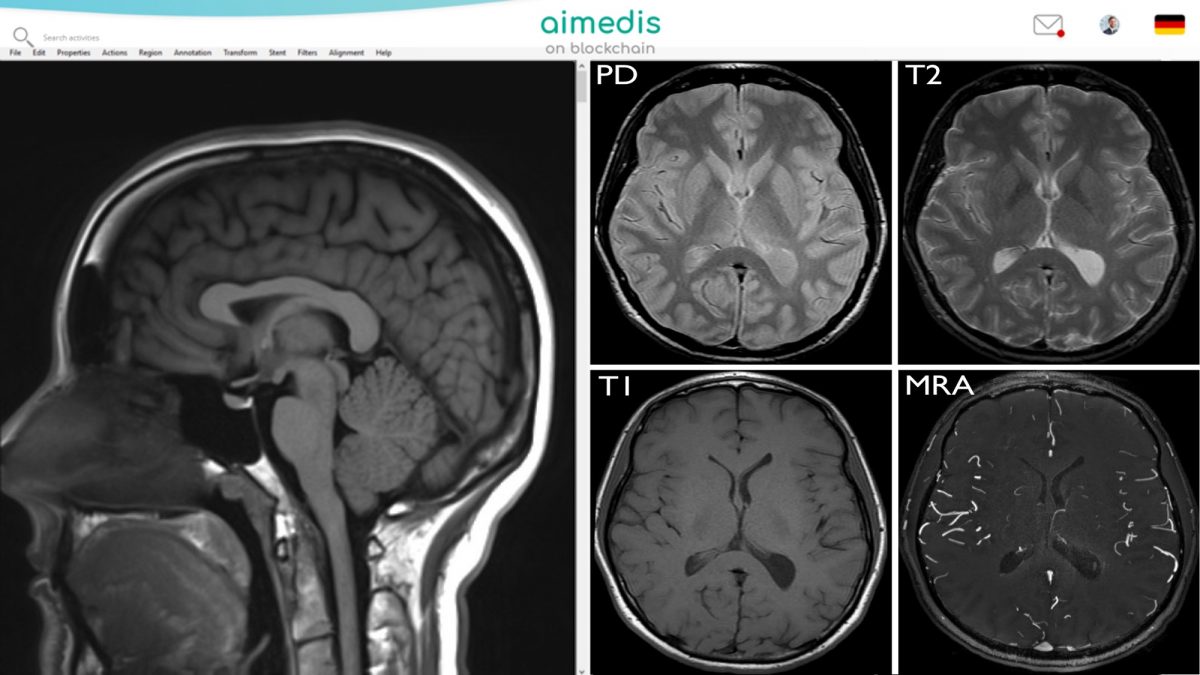 aimedis
on blockchain
Search activities
File Edit Properties Actions Region Annotation Transform Stent Filters Alignment Help
PD
T2
T1
MRA